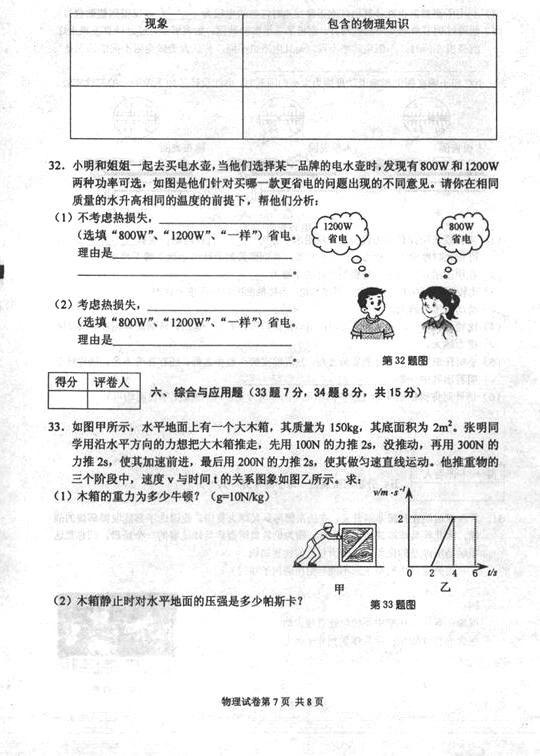 现象 包含的物理知识
32．小明和姐姐一起去买电水壶，当他们选择某一品牌的电水壶时，发现有800W和1200W
两种功率可选，如图是他们针对买哪一款更省电的问题出现的不同意见。请你在相同
质量的水升高相同的温度的前提下，帮他们分析：
（1）不考虑热损失，
（选填“800W”、“1200W”、“一样”）省电。
理由是
。
1200W
省电
800W
省电
（2）考虑热损失，
（选填“800W”、“1200W”、“一样”）省电。
理由是
。
第32题图
得分 评卷人
六、综合与应用题（33题7分，34题8分，共15分）
33．如图甲所示，水平地面上有一个大木箱，其质量为150kg，其底面积为2m²。张明同
学用沿水平方向的力想把大木箱推走，先用100N的力推2s，没推动，再用300N的
力推2s，使其加速前进，最后用200N的力推2s，使其做匀速直线运动。他推重物的
三个阶段中，速度v与时间t的关系图象如图乙所示。求：
（1）木箱的重力为多少牛顿？（g=10N/kg）
v/m·s⁻¹
2
0 2 4 6 t/s
甲 乙
（2）木箱静止时对水平地面的压强是多少帕斯卡？
第33题图
物理试卷第7页 共8页